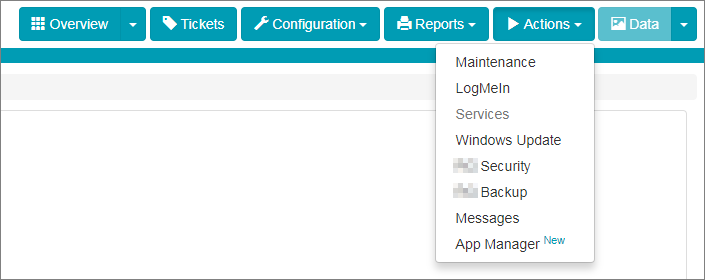 Overview Tickets Configuration Reports Actions Data
Maintenance
LogMeIn
Services
Windows Update
Security
Backup
Messages
App Manager New